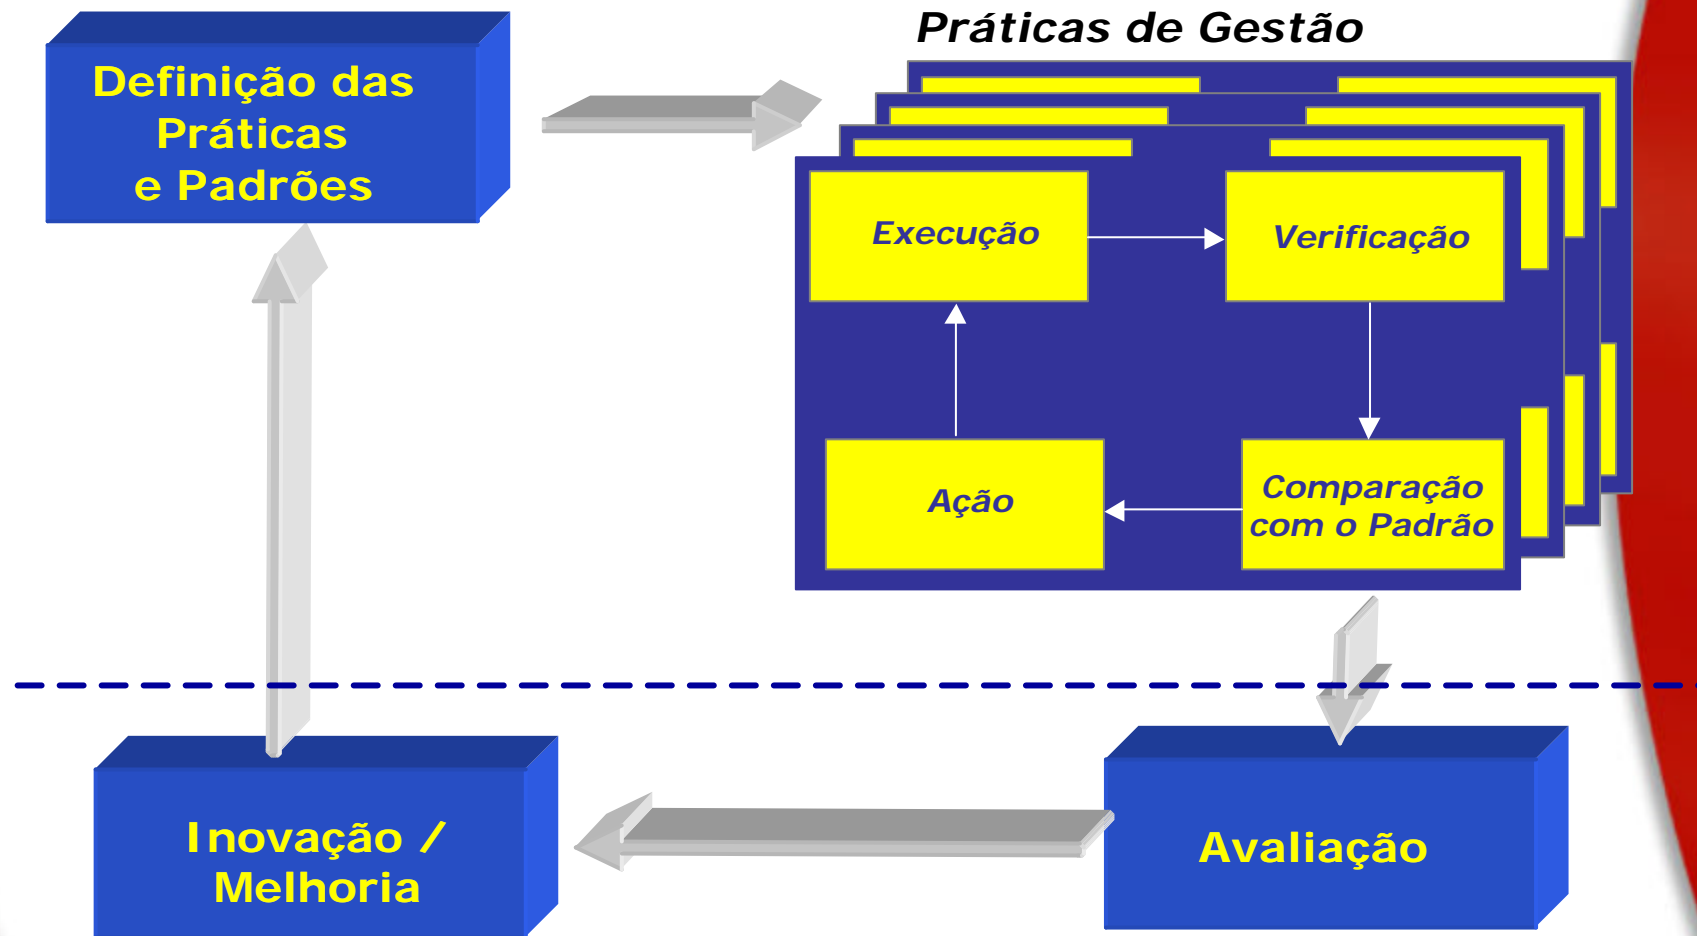 Práticas de Gestão
Definição das
Práticas
e Padrões
Execução
Verificação
Ação
Comparação
com o Padrão
Inovação /
Melhoria
Avaliação